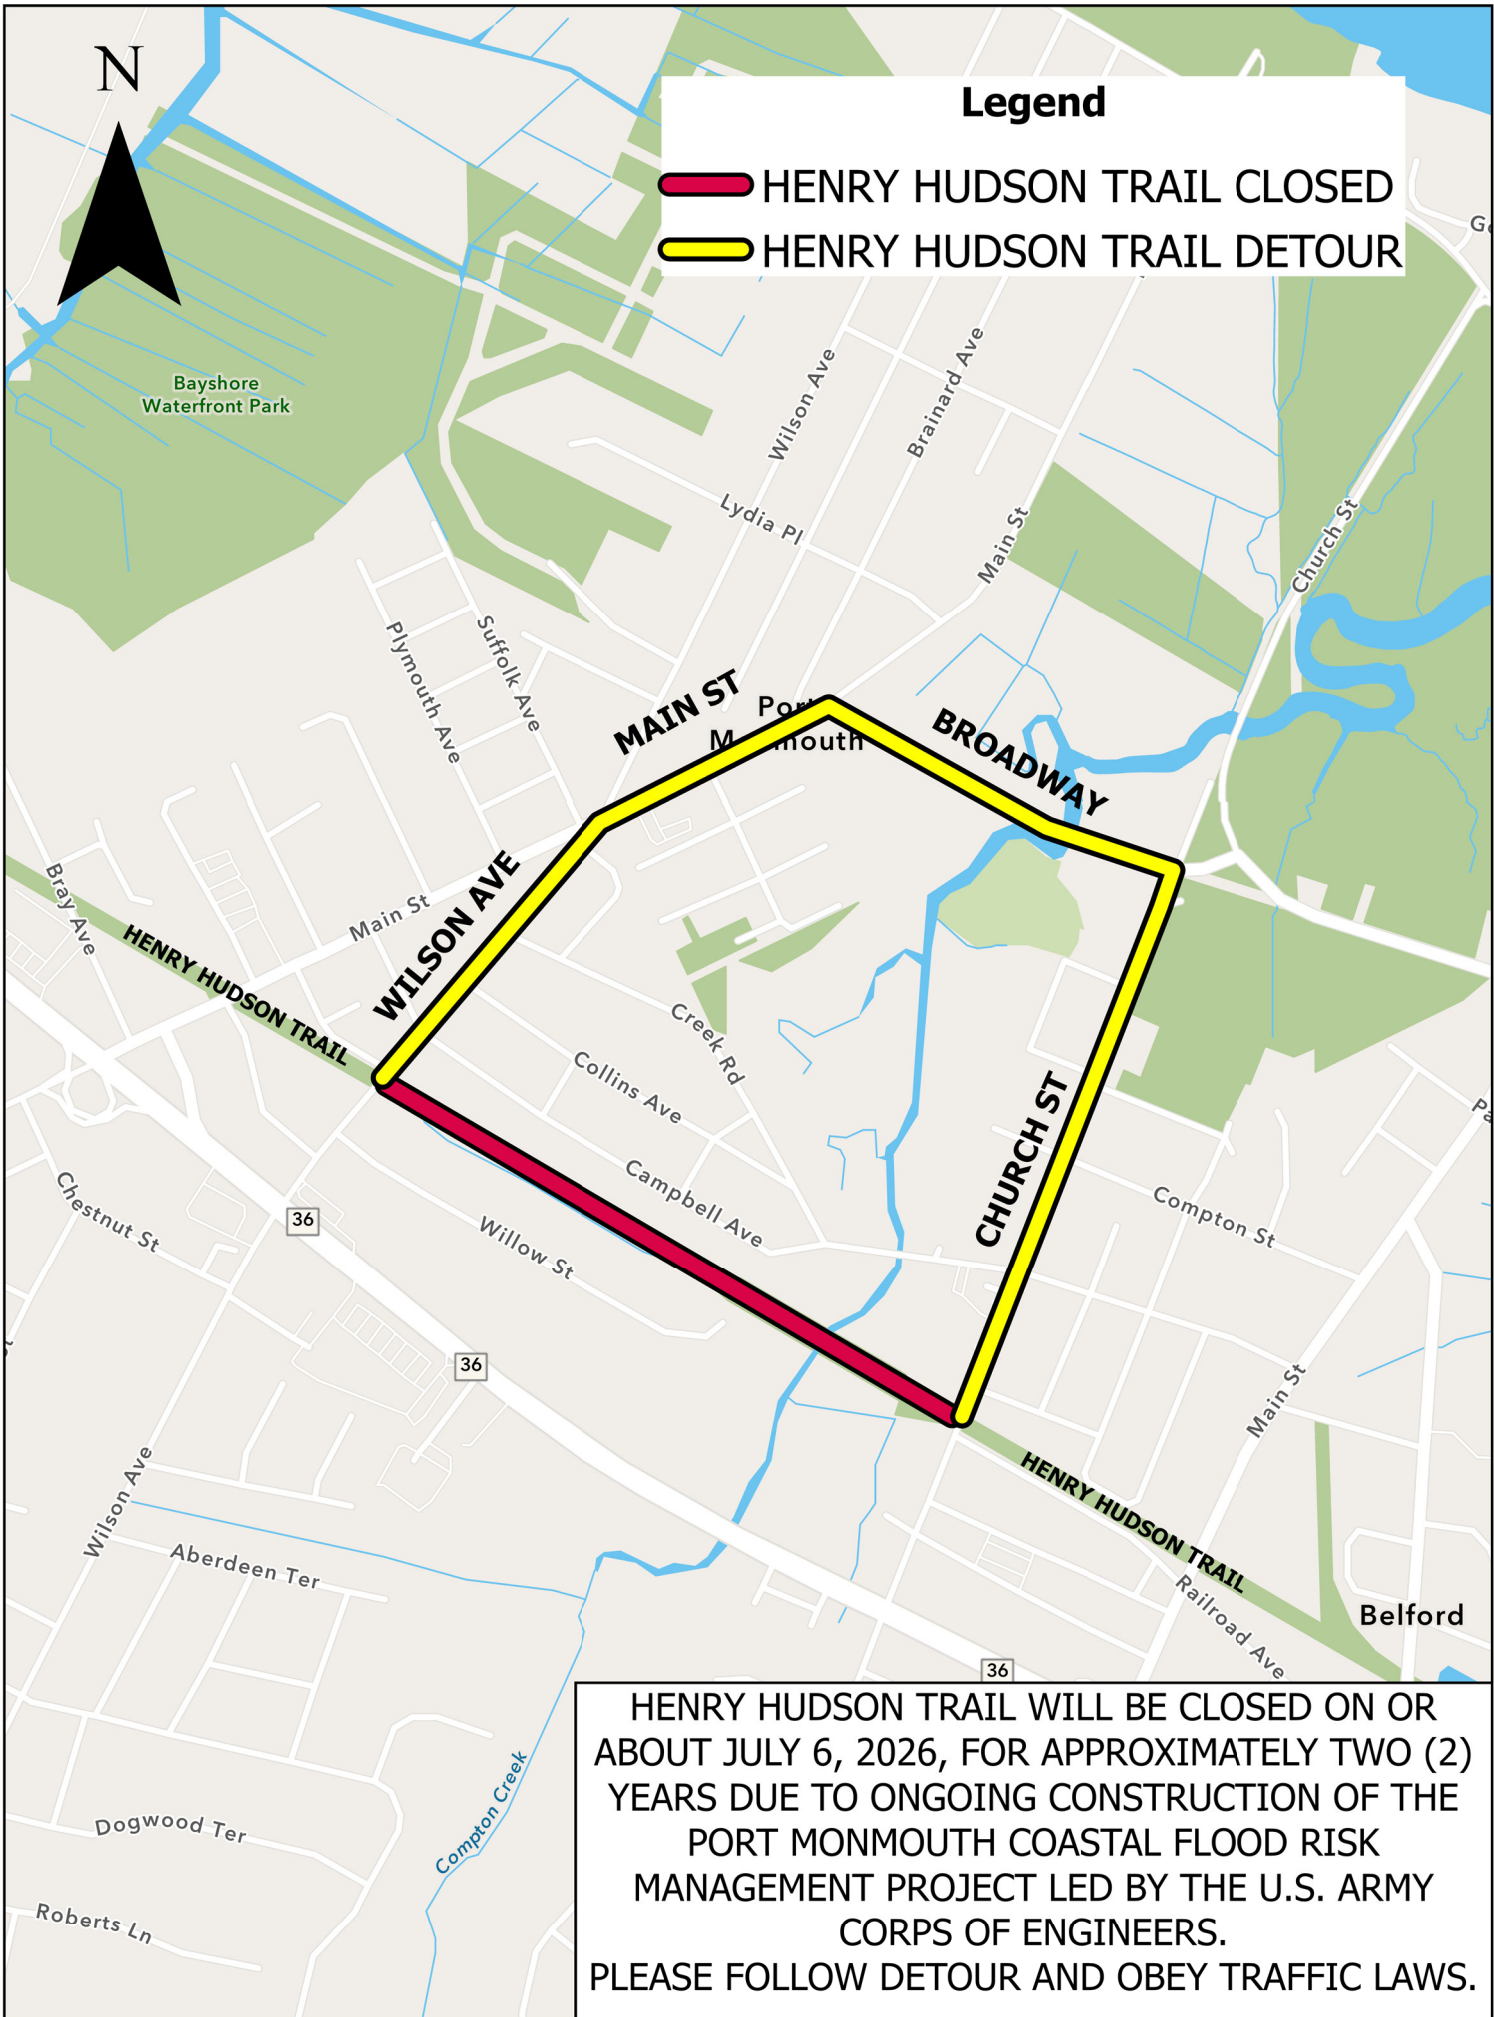 N
Legend
HENRY HUDSON TRAIL CLOSED
HENRY HUDSON TRAIL DETOUR
Bayshore
Waterfront Park
Wilson Ave
Brainard Ave
Lydia Pl
Main St
Church St
Plymouth Ave
Suffolk Ave
MAIN ST
BROADWAY
WILSON AVE
Bray Ave
Main St
HENRY HUDSON TRAIL
Creek Rd
Collins Ave
Campbell Ave
CHURCH ST
Compton St
Chestnut St
36
Willow St
36
Main St
HENRY HUDSON TRAIL
Wilson Ave
Aberdeen Ter
Railroad Ave
Belford
36
Compton Creek
Dogwood Ter
Roberts Ln
HENRY HUDSON TRAIL WILL BE CLOSED ON OR
ABOUT JULY 6, 2026, FOR APPROXIMATELY TWO (2)
YEARS DUE TO ONGOING CONSTRUCTION OF THE
PORT MONMOUTH COASTAL FLOOD RISK
MANAGEMENT PROJECT LED BY THE U.S. ARMY
CORPS OF ENGINEERS.
PLEASE FOLLOW DETOUR AND OBEY TRAFFIC LAWS.